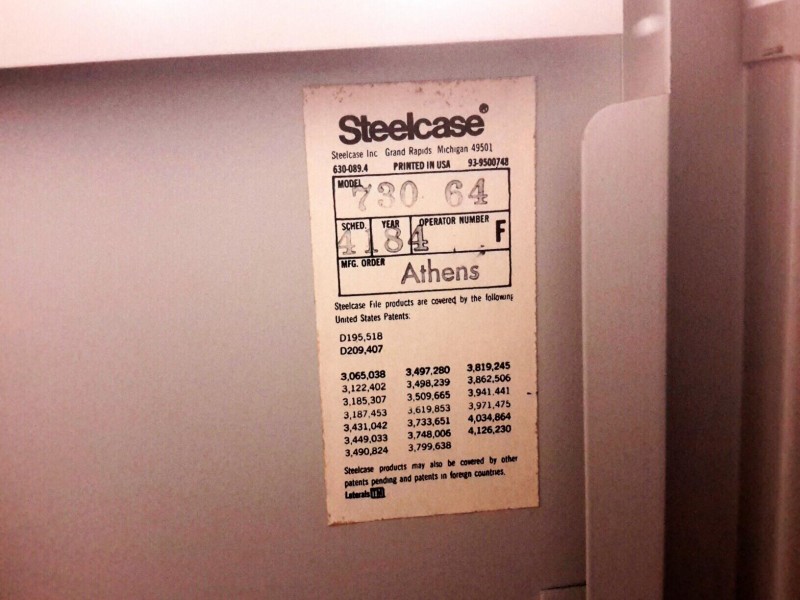 Steelcase®
Steelcase Inc Grand Rapids Michigan 49501
630-089.4 PRINTED IN USA 93-9500748
MODEL 730 64
SCHED. YEAR OPERATOR NUMBER
41 84 F
MFG. ORDER Athens
Steelcase File products are covered by the following
United States Patents:
D195,518
D209,407
3,065,038 3,497,280 3,819,245
3,122,402 3,498,239 3,862,506
3,185,307 3,509,665 3,941,441
3,187,453 3,619,853 3,971,475
3,431,042 3,733,651 4,034,864
3,449,033 3,748,006 4,126,230
3,490,824 3,799,638
Steelcase products may also be covered by other
patents pending and patents in foreign countries.
Laterals